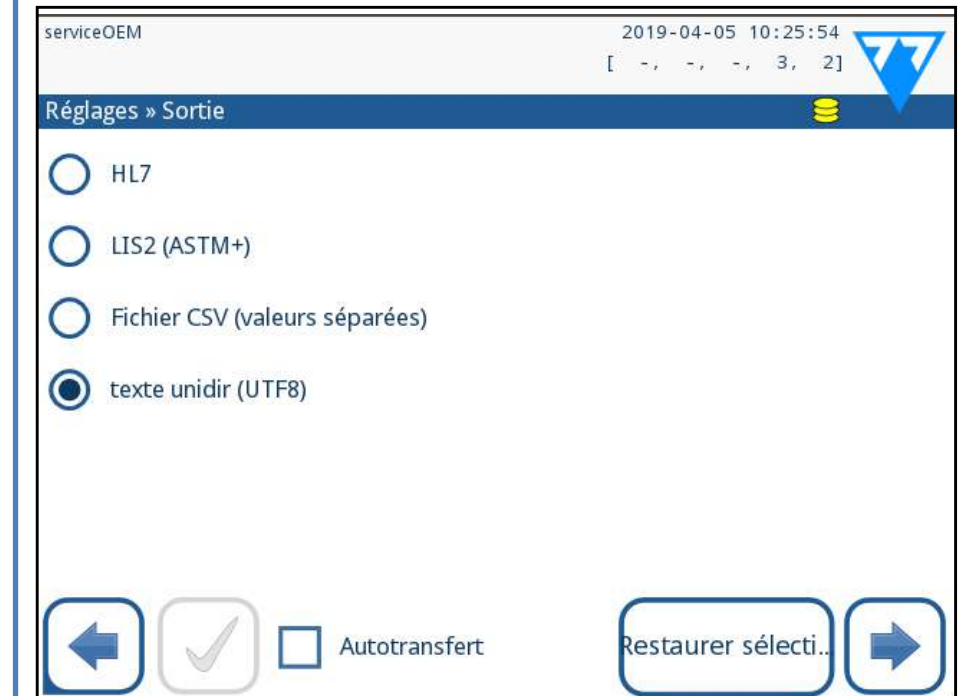 serviceOEM
2019-04-05 10:25:54
[ -, -, -, 3, 2]
Réglages » Sortie
HL7
LIS2 (ASTM+)
Fichier CSV (valeurs séparées)
texte unidir (UTF8)
Autotransfert
Restaurer sélecti..